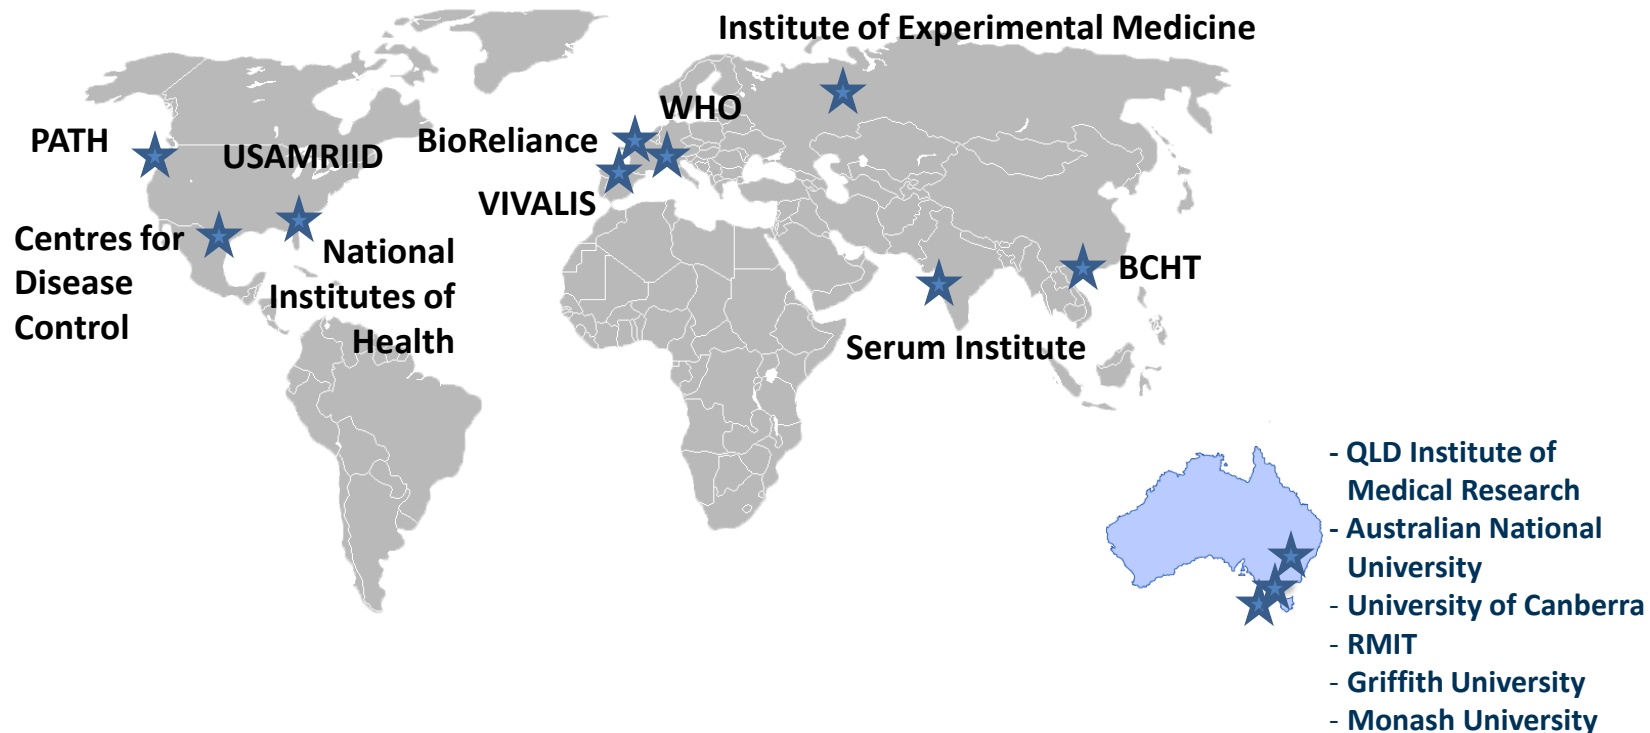 Institute of Experimental Medicine
WHO
PATH
USAMRIID
BioReliance
VIVALIS
Centres for
Disease
Control
National
Institutes of
Health
BCHT
Serum Institute
- QLD Institute of
Medical Research
- Australian National
University
- University of Canberra
- RMIT
- Griffith University
- Monash University